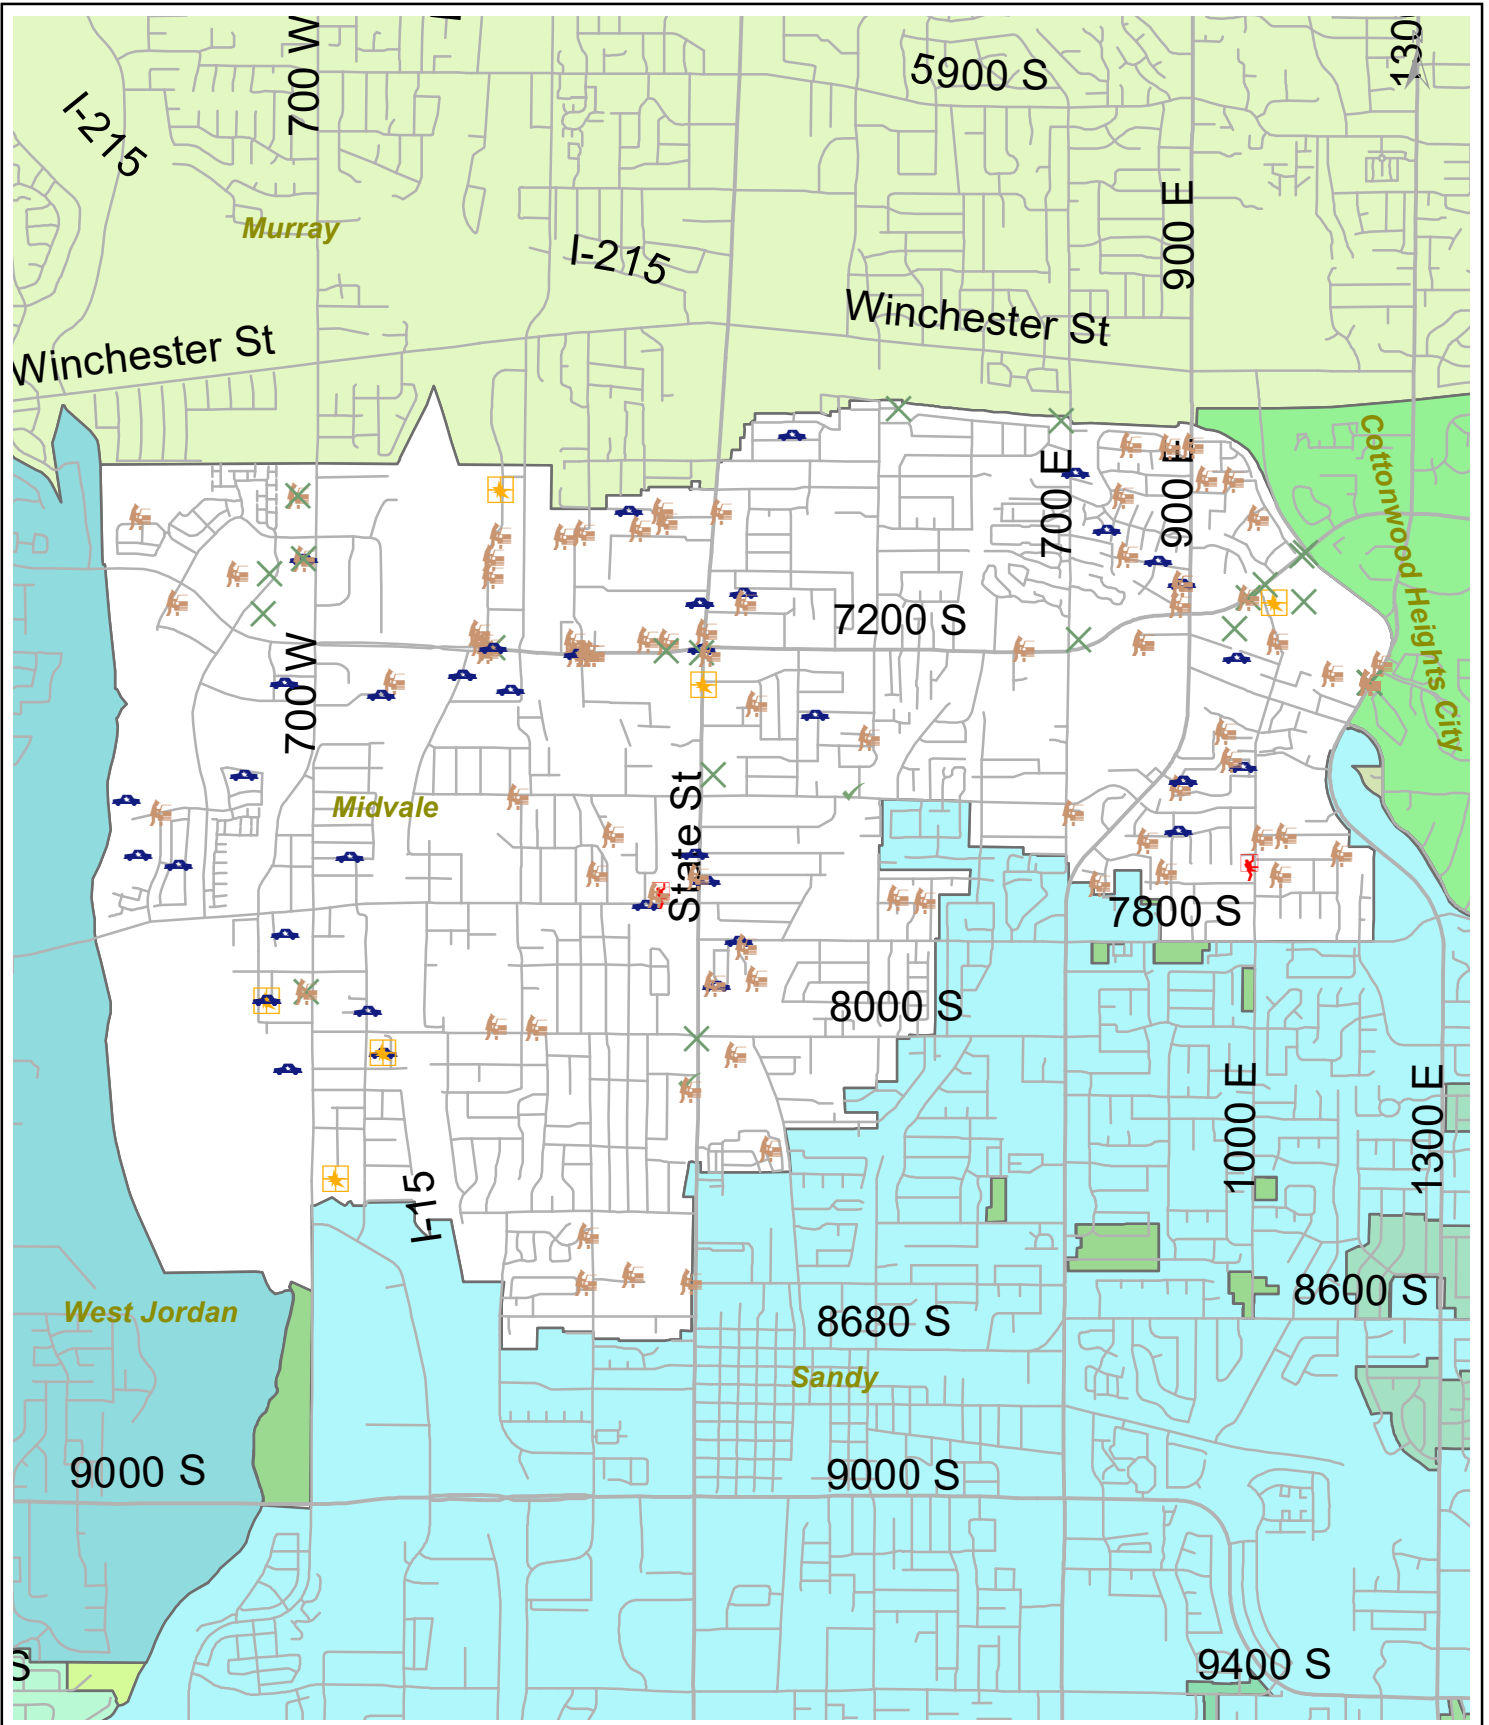 700 W
5900 S
130
I-215
900 E
Murray
I-215
Winchester St
Winchester St
Cottonwood Heights City
700 E
900 E
7200 S
700 W
State St
Midvale
7800 S
8000 S
1000 E
1300 E
I-15
West Jordan
8600 S
8680 S
Sandy
9000 S
9000 S
S
9400 S